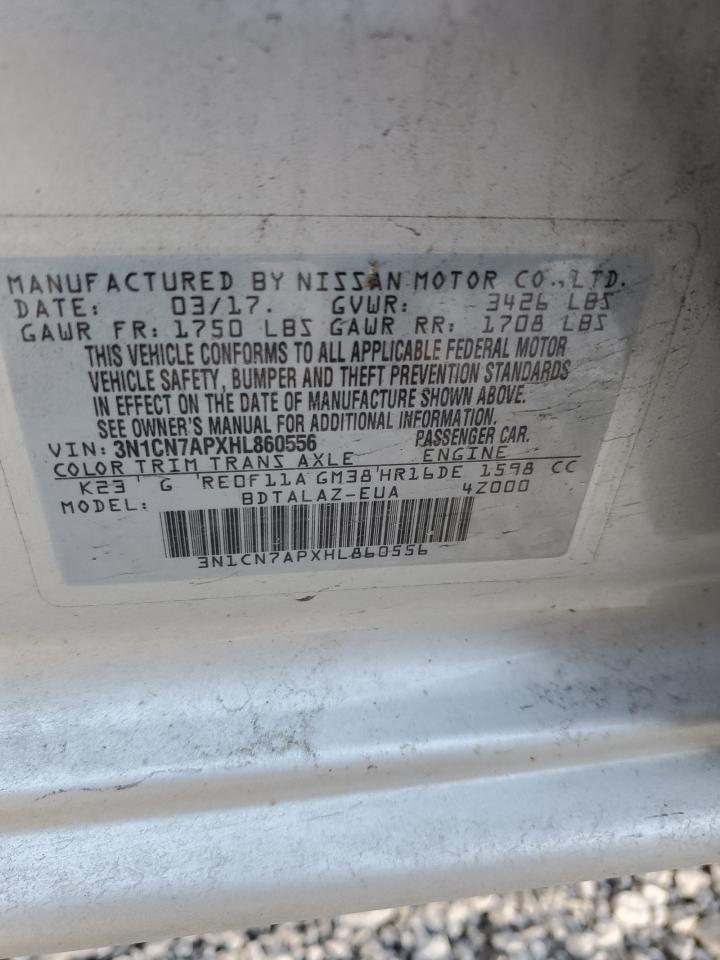 MANUFACTURED BY NISSAN MOTOR CO.,LTD.
DATE: 03/17. GVWR: 3426 LBS
GAWR FR: 1750 LBS GAWR RR: 1708 LBS
THIS VEHICLE CONFORMS TO ALL APPLICABLE FEDERAL MOTOR
VEHICLE SAFETY, BUMPER AND THEFT PREVENTION STANDARDS
IN EFFECT ON THE DATE OF MANUFACTURE SHOWN ABOVE.
SEE OWNER'S MANUAL FOR ADDITIONAL INFORMATION.
VIN: 3N1CN7APXHL860556 PASSENGER CAR.
COLOR TRIM TRANS AXLE ENGINE
K23 ' G 'RE0F11A GM38'HR16DE 1598 CC
MODEL: BDTALAZ-EUA 4Z000
3N1CN7APXHL860556